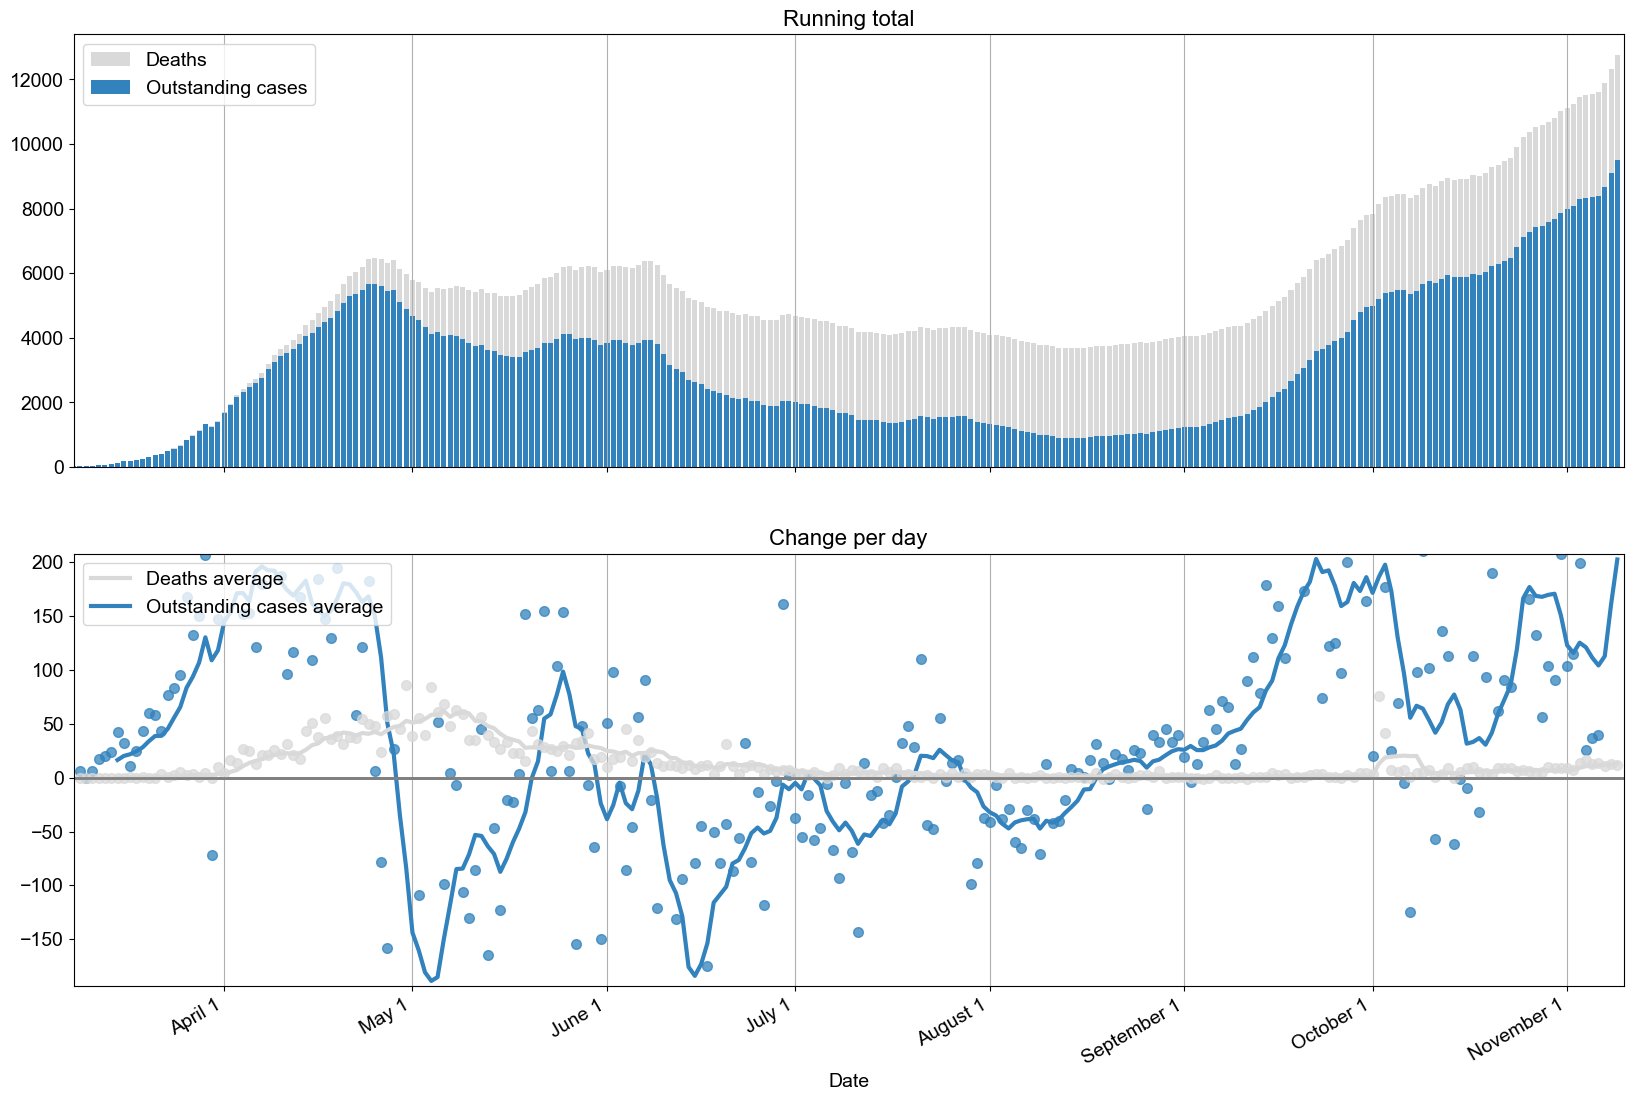 Running total
Deaths
Outstanding cases
12000
10000
8000
6000
4000
2000
0
Change per day
Deaths average
Outstanding cases average
200
150
100
50
0
−50
−100
−150
April 1
May 1
June 1
July 1
August 1
September 1
October 1
November 1
Date